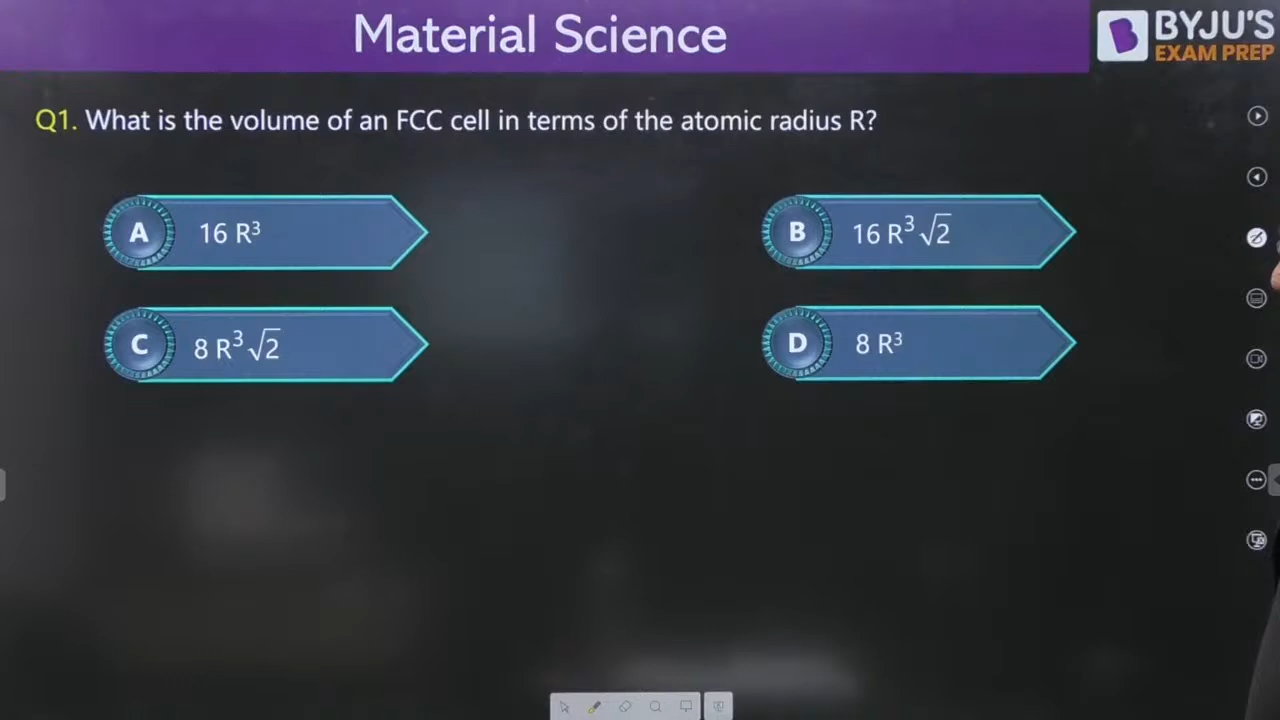 Material Science
BYJU'S
EXAM PREP
Q1. What is the volume of an FCC cell in terms of the atomic radius R?
A 16 R³
B 16 R³ √2
C 8 R³ √2
D 8 R³